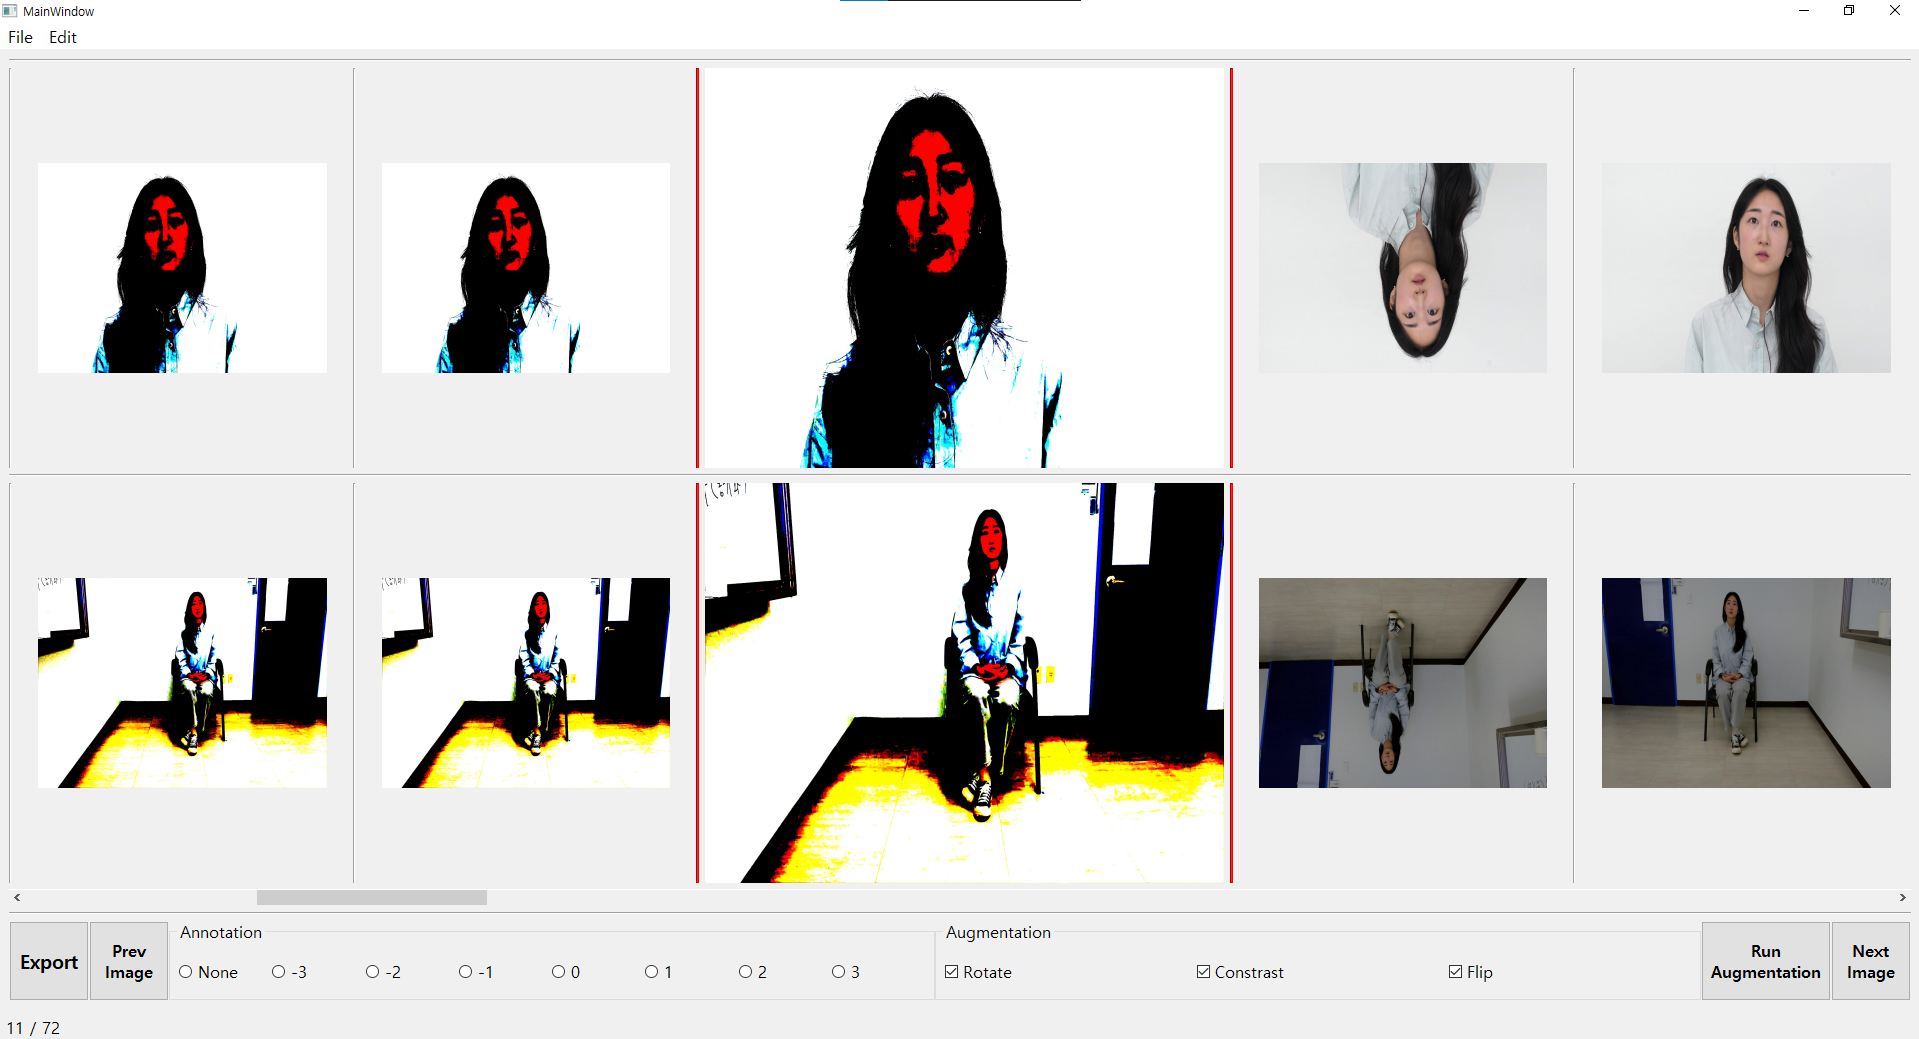 MainWindow
File Edit
Export
Prev
Image
Annotation
None -3 -2 -1 0 1 2 3
Augmentation
Rotate Constrast Flip
Run
Augmentation
Next
Image
11 / 72